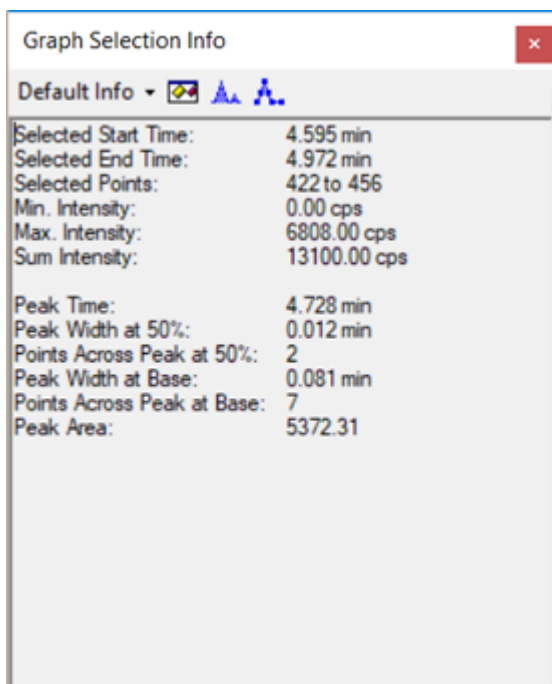 Graph Selection Info
Default Info
Selected Start Time: 4.595 min
Selected End Time: 4.972 min
Selected Points: 422 to 456
Min. Intensity: 0.00 cps
Max. Intensity: 6808.00 cps
Sum Intensity: 13100.00 cps
Peak Time: 4.728 min
Peak Width at 50%: 0.012 min
Points Across Peak at 50%: 2
Peak Width at Base: 0.081 min
Points Across Peak at Base: 7
Peak Area: 5372.31